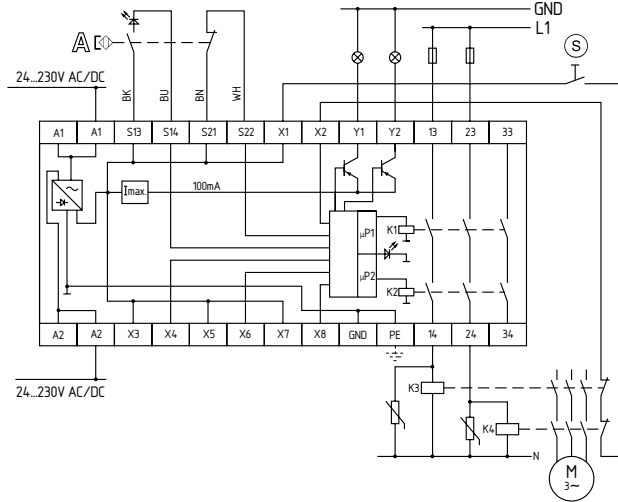 GND
L1
A
S
24...230V AC/DC
BK
BU
BN
WH
A1 A1 S13 S14 S21 S22 X1 X2 Y1 Y2 13 23 33
Imax.
100mA
µP1
K1
µP2
K2
A2 A2 X3 X4 X5 X6 X7 X8 GND PE 14 24 34
24...230V AC/DC
K3
K4
N
M
3~